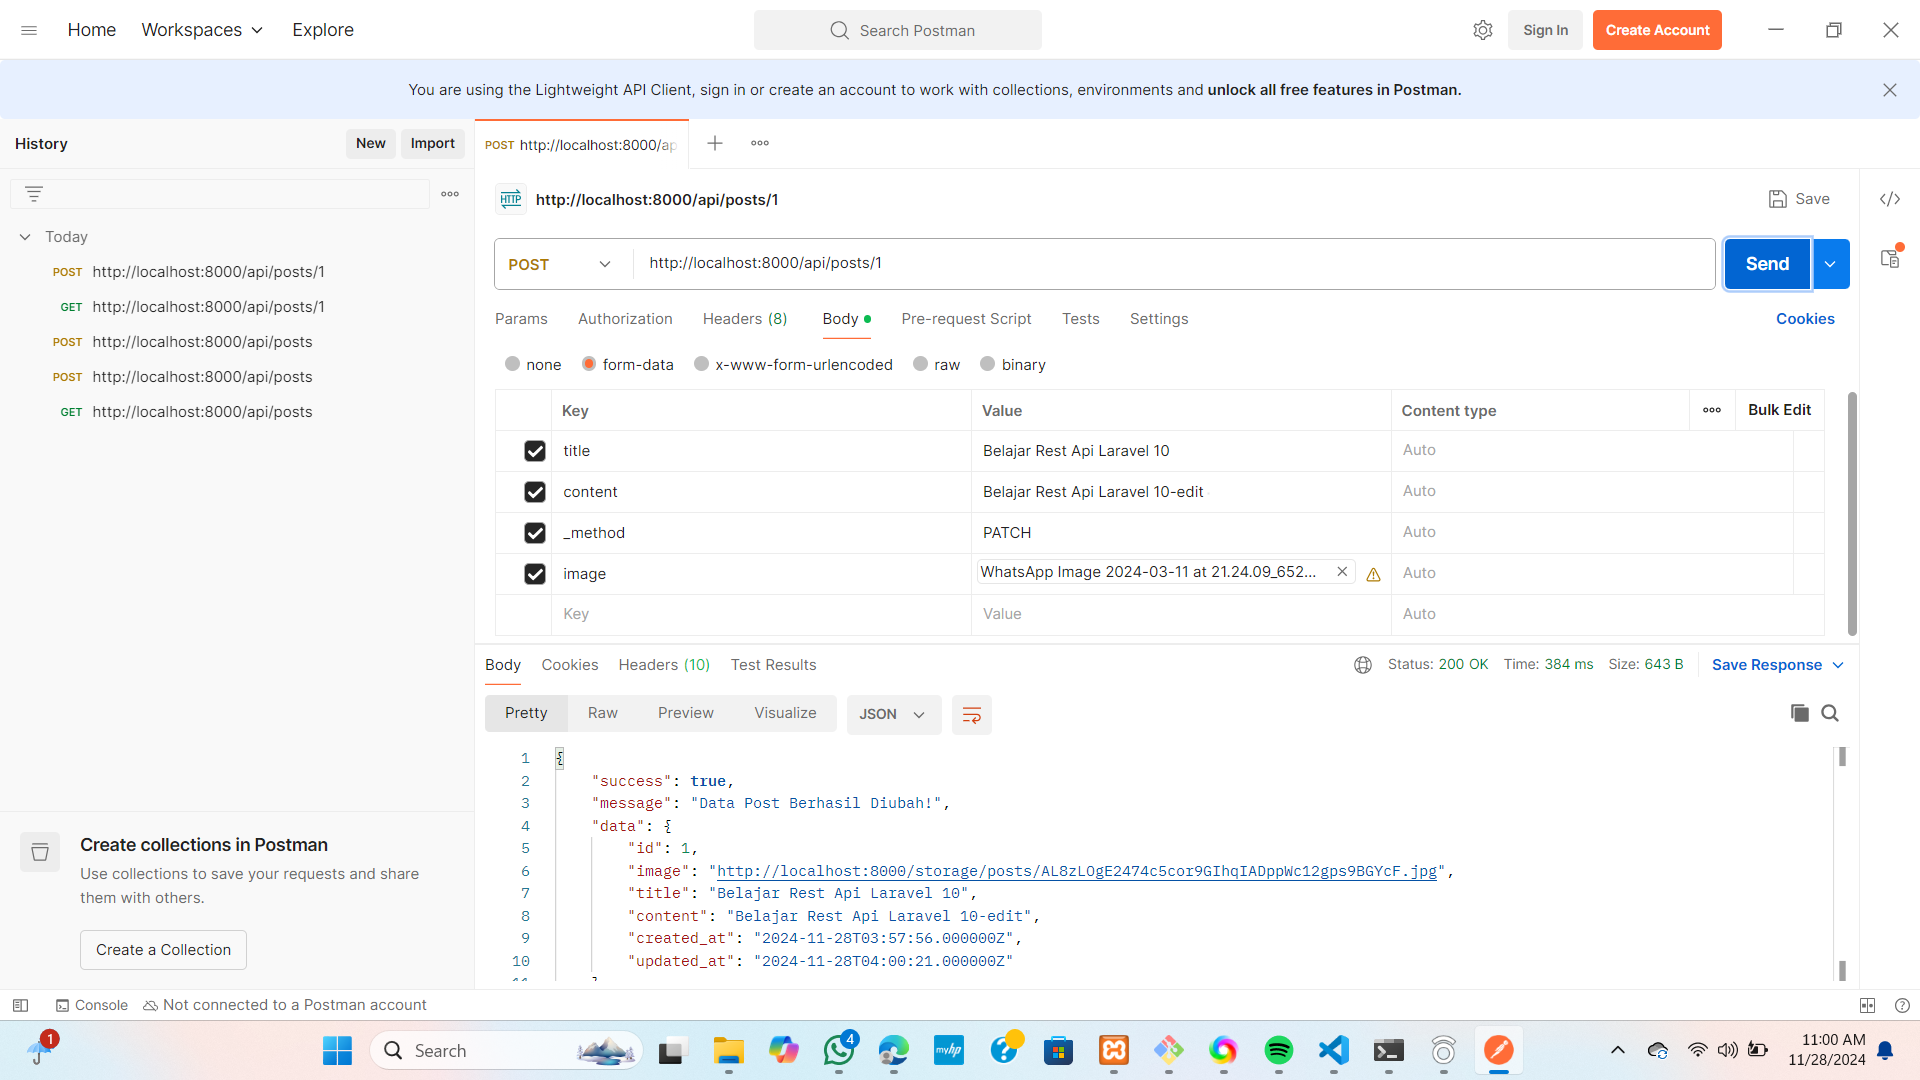 Home
Workspaces
Explore
Search Postman
Sign In
Create Account
You are using the Lightweight API Client, sign in or create an account to work with collections, environments and unlock all free features in Postman.
History
New
Import
POST http://localhost:8000/ap
http://localhost:8000/api/posts/1
Save
Today
POST http://localhost:8000/api/posts/1
GET http://localhost:8000/api/posts/1
POST http://localhost:8000/api/posts
POST http://localhost:8000/api/posts
GET http://localhost:8000/api/posts
POST
http://localhost:8000/api/posts/1
Send
Params
Authorization
Headers (8)
Body
Pre-request Script
Tests
Settings
Cookies
none
form-data
x-www-form-urlencoded
raw
binary
Key Value Content type Bulk Edit
title Belajar Rest Api Laravel 10 Auto
content Belajar Rest Api Laravel 10-edit Auto
_method PATCH Auto
image WhatsApp Image 2024-03-11 at 21.24.09_652... Auto
Key Value Auto
Body
Cookies
Headers (10)
Test Results
Status: 200 OK
Time: 384 ms
Size: 643 B
Save Response
Pretty
Raw
Preview
Visualize
JSON
1 {
2 "success": true,
3 "message": "Data Post Berhasil Diubah!",
4 "data": {
5 "id": 1,
6 "image": "http://localhost:8000/storage/posts/AL8zLOgE2474c5cor9GIhqIADppWc12gps9BGYcF.jpg",
7 "title": "Belajar Rest Api Laravel 10",
8 "content": "Belajar Rest Api Laravel 10-edit",
9 "created_at": "2024-11-28T03:57:56.000000Z",
10 "updated_at": "2024-11-28T04:00:21.000000Z"
Create collections in Postman
Use collections to save your requests and share
them with others.
Create a Collection
Console
Not connected to a Postman account
1
Search
4
myhp
11:00 AM
11/28/2024